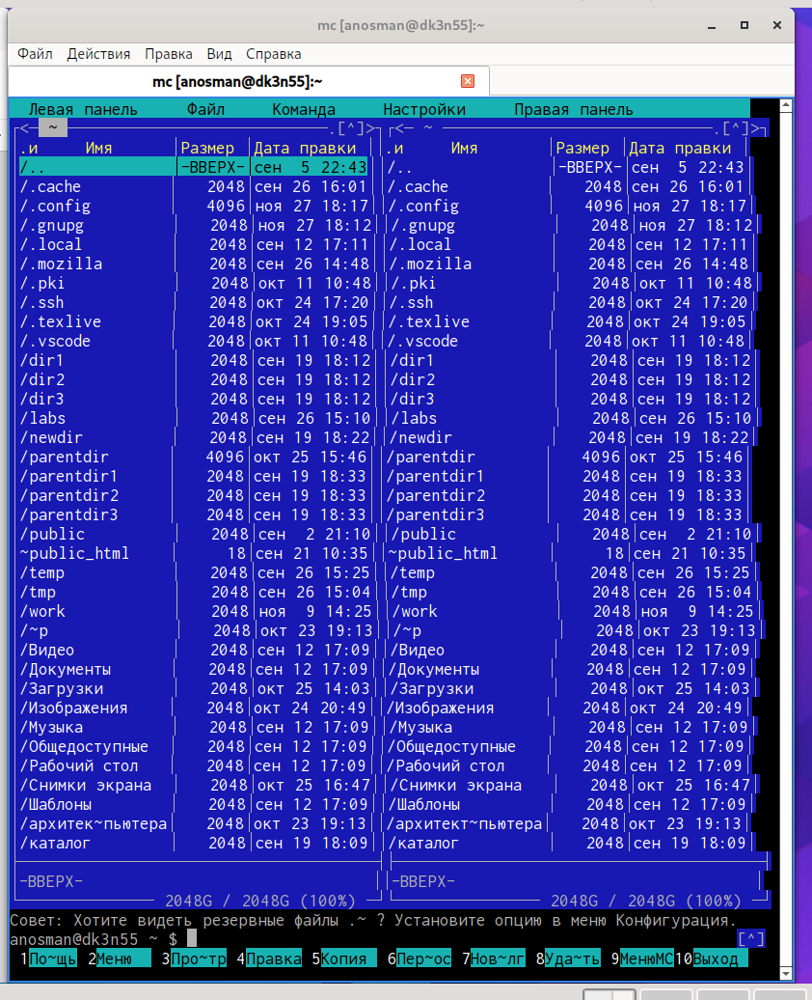 mc [anosman@dk3n55]:~
Файл Действия Правка Вид Справка
mc [anosman@dk3n55]:~
Левая панель Файл Команда Настройки Правая панель
<─ ~ .[^]> <─ ~ .[^]>
.и Имя Размер Дата правки .и Имя Размер Дата правки
/.. -ВВЕРХ- сен 5 22:43 /.. -ВВЕРХ- сен 5 22:43
/.cache 2048 сен 26 16:01 /.cache 2048 сен 26 16:01
/.config 4096 ноя 27 18:17 /.config 4096 ноя 27 18:17
/.gnupg 2048 ноя 27 18:12 /.gnupg 2048 ноя 27 18:12
/.local 2048 сен 12 17:11 /.local 2048 сен 12 17:11
/.mozilla 2048 сен 26 14:48 /.mozilla 2048 сен 26 14:48
/.pki 2048 окт 11 10:48 /.pki 2048 окт 11 10:48
/.ssh 2048 окт 24 17:20 /.ssh 2048 окт 24 17:20
/.texlive 2048 окт 24 19:05 /.texlive 2048 окт 24 19:05
/.vscode 2048 окт 11 10:48 /.vscode 2048 окт 11 10:48
/dir1 2048 сен 19 18:12 /dir1 2048 сен 19 18:12
/dir2 2048 сен 19 18:12 /dir2 2048 сен 19 18:12
/dir3 2048 сен 19 18:12 /dir3 2048 сен 19 18:12
/labs 2048 сен 26 15:10 /labs 2048 сен 26 15:10
/newdir 2048 сен 19 18:22 /newdir 2048 сен 19 18:22
/parentdir 4096 окт 25 15:46 /parentdir 4096 окт 25 15:46
/parentdir1 2048 сен 19 18:33 /parentdir1 2048 сен 19 18:33
/parentdir2 2048 сен 19 18:33 /parentdir2 2048 сен 19 18:33
/parentdir3 2048 сен 19 18:33 /parentdir3 2048 сен 19 18:33
/public 2048 сен 2 21:10 /public 2048 сен 2 21:10
~public_html 18 сен 21 10:35 ~public_html 18 сен 21 10:35
/temp 2048 сен 26 15:25 /temp 2048 сен 26 15:25
/tmp 2048 сен 26 15:04 /tmp 2048 сен 26 15:04
/work 2048 ноя 9 14:25 /work 2048 ноя 9 14:25
/~p 2048 окт 23 19:13 /~p 2048 окт 23 19:13
/Видео 2048 сен 12 17:09 /Видео 2048 сен 12 17:09
/Документы 2048 сен 12 17:09 /Документы 2048 сен 12 17:09
/Загрузки 2048 окт 25 14:03 /Загрузки 2048 окт 25 14:03
/Изображения 2048 окт 24 20:49 /Изображения 2048 окт 24 20:49
/Музыка 2048 сен 12 17:09 /Музыка 2048 сен 12 17:09
/Общедоступные 2048 сен 12 17:09 /Общедоступные 2048 сен 12 17:09
/Рабочий стол 2048 сен 12 17:09 /Рабочий стол 2048 сен 12 17:09
/Снимки экрана 2048 окт 25 16:47 /Снимки экрана 2048 окт 25 16:47
/Шаблоны 2048 сен 12 17:09 /Шаблоны 2048 сен 12 17:09
/архитек~пьютера 2048 окт 23 19:13 /архитект~пьютера 2048 окт 23 19:13
/каталог 2048 сен 19 18:09 /каталог 2048 сен 19 18:09
-ВВЕРХ- -ВВЕРХ-
2048G / 2048G (100%) 2048G / 2048G (100%)
Совет: Хотите видеть резервные файлы .~ ? Установите опцию в меню Конфигурация.
anosman@dk3n55 ~ $ [^]
1По~щь 2Меню 3Про~тр 4Правка 5Копия 6Пер~ос 7Нов~лг 8Уда~ть 9МенюMC 10Выход